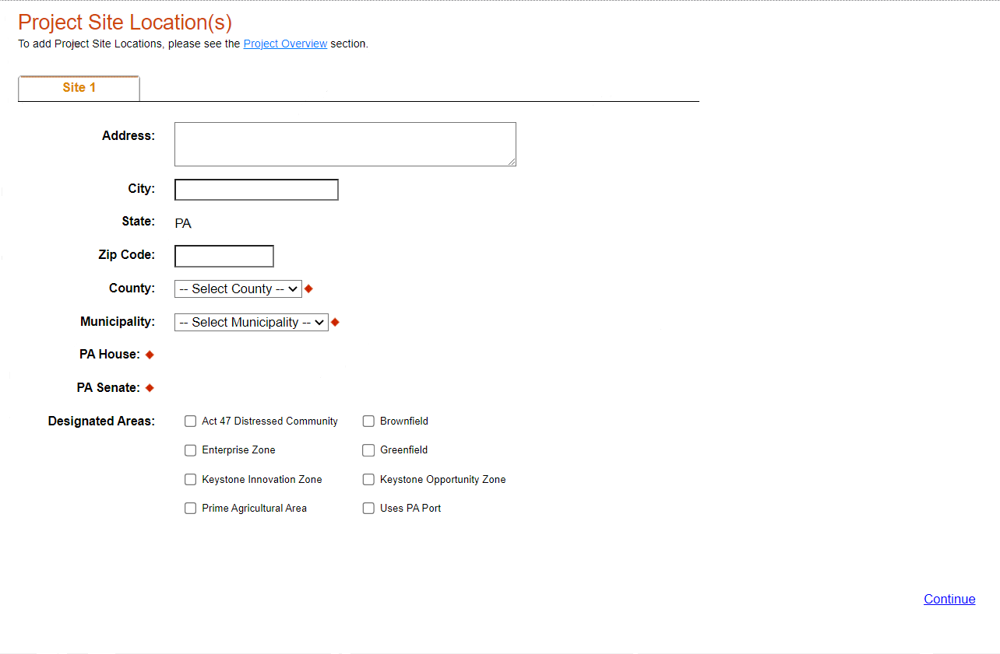 Project Site Location(s)
To add Project Site Locations, please see the Project Overview section.
Site 1
Address:
City:
State: PA
Zip Code:
County: -- Select County --
Municipality: -- Select Municipality --
PA House:
PA Senate:
Designated Areas: Act 47 Distressed Community Brownfield
Enterprise Zone Greenfield
Keystone Innovation Zone Keystone Opportunity Zone
Prime Agricultural Area Uses PA Port
Continue